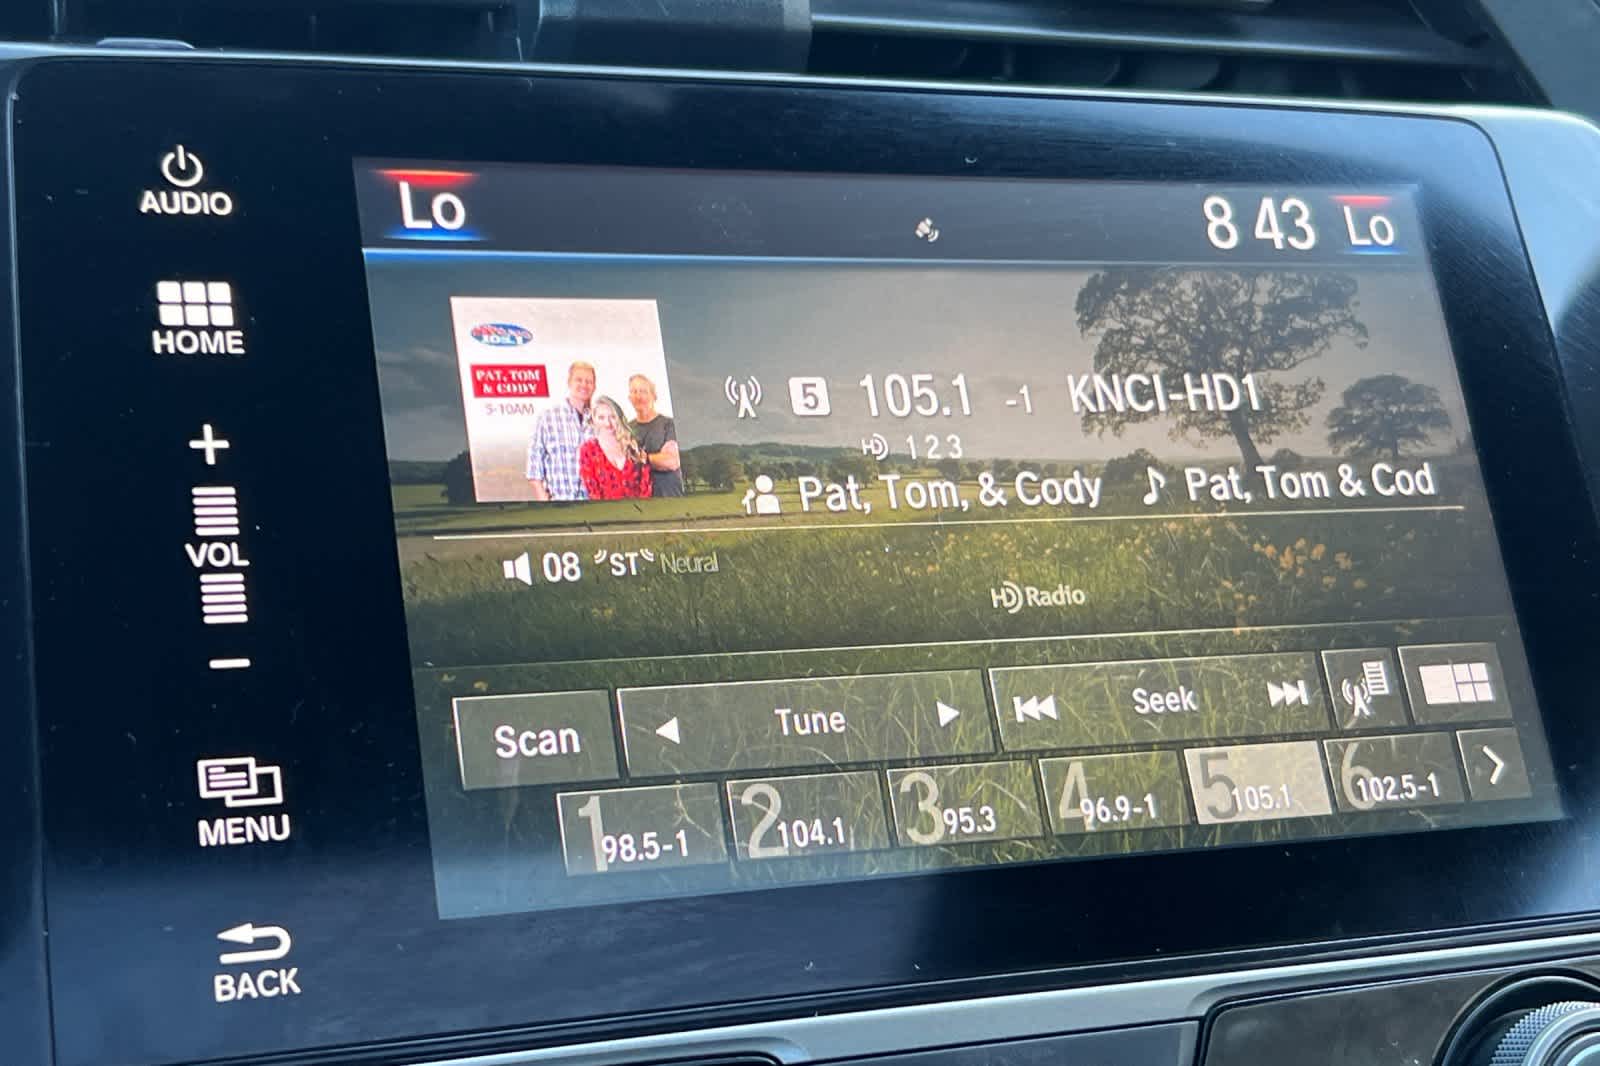 AUDIO
HOME
VOL
MENU
BACK
Lo
8 43 Lo
105.1
PAT, TOM
& CODY
5-10AM
5 105.1 -1 KNCI-HD1
HD 1 2 3
Pat, Tom, & Cody Pat, Tom & Cod
08 ST Neural
HD Radio
Scan Tune Seek
1 98.5-1 2 104.1 3 95.3 4 96.9-1 5 105.1 6 102.5-1